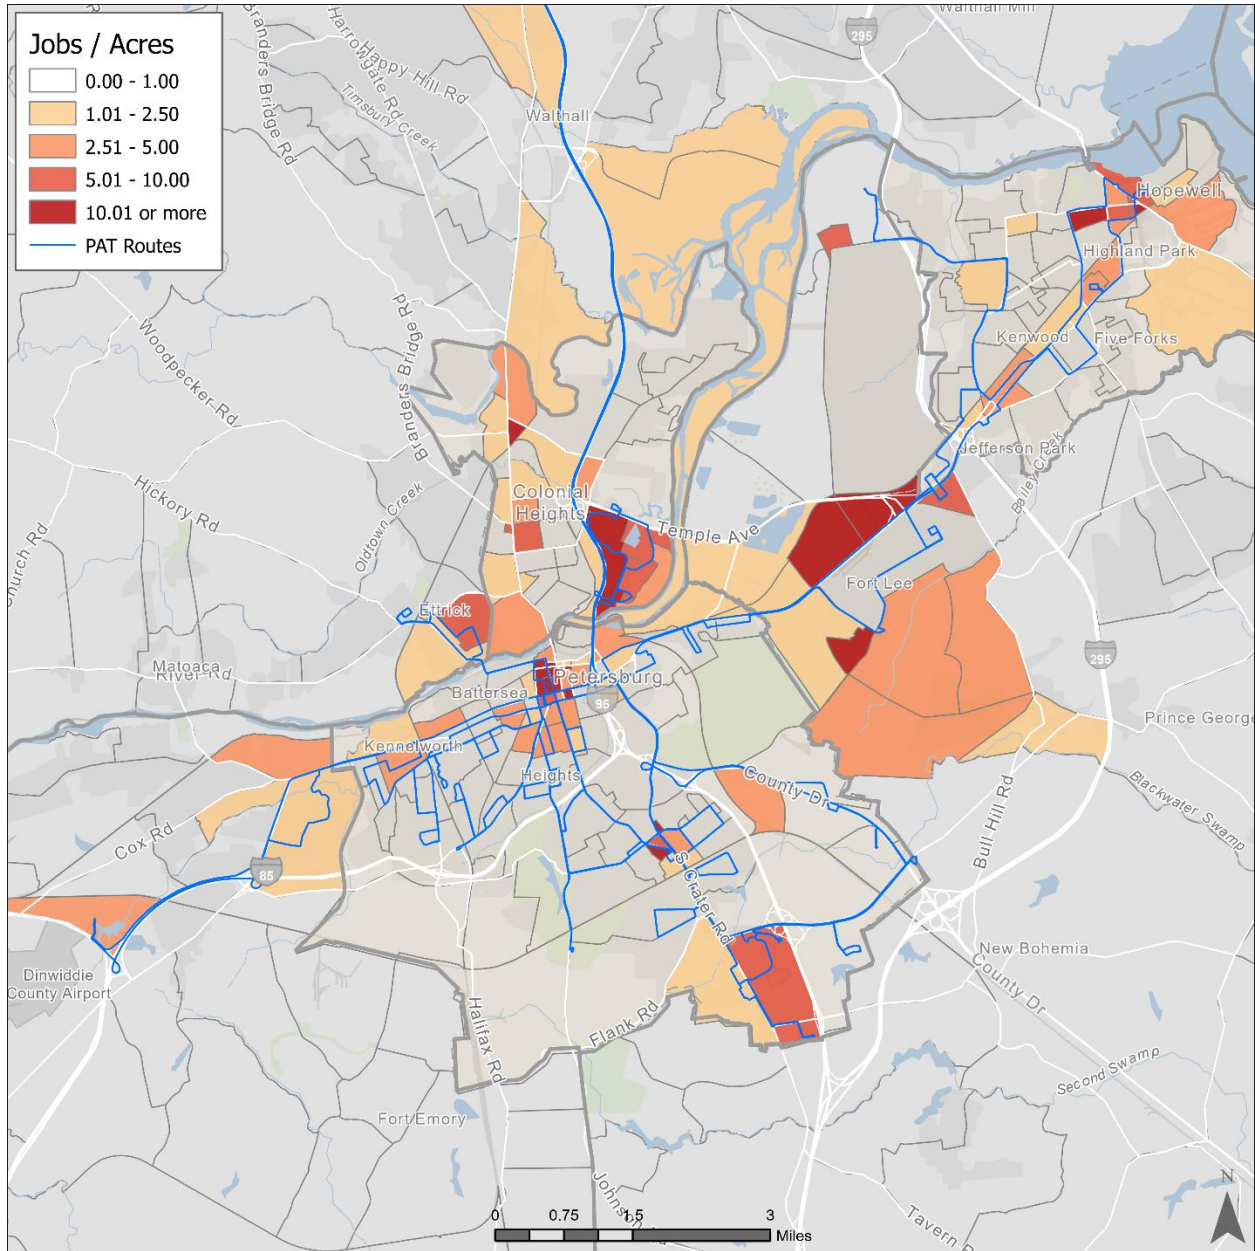 Jobs / Acres
0.00 - 1.00
1.01 - 2.50
2.51 - 5.00
5.01 - 10.00
10.01 or more
PAT Routes
Branders Bridge Rd
Harrowgate Rd
Happy Hill Rd
Timsbury Creek
Walthall
295
Walthall Mill
Hopewell
Highland Park
Kenwood
Five Forks
Jefferson Park
Bailey Creek
Branders Bridge Rd
Woodpecker Rd
Hickory Rd
Oldtown Creek
Church Rd
Colonial
Heights
Temple Ave
Fort Lee
Ettrick
Matoaca
River Rd
Battersea
Petersburg
95
295
Prince George
Kennelworth
Heights
County Dr
Bull Hill Rd
Blackwater Swamp
Cox Rd
85
S Crater Rd
New Bohemia
County Dr
Dinwiddie
County Airport
Halifax Rd
Flank Rd
Second Swamp
Fort Emory
Johnson
Tavern
N
0
0.75
1.5
3
Miles